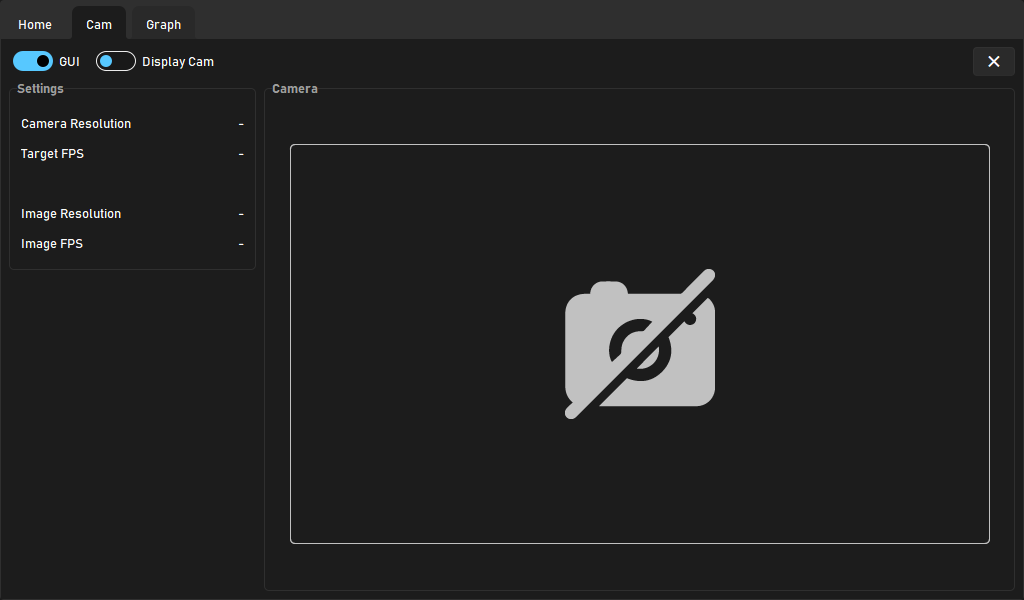 Home Cam Graph
GUI Display Cam
Settings
Camera Resolution -
Target FPS -
Image Resolution -
Image FPS -
Camera